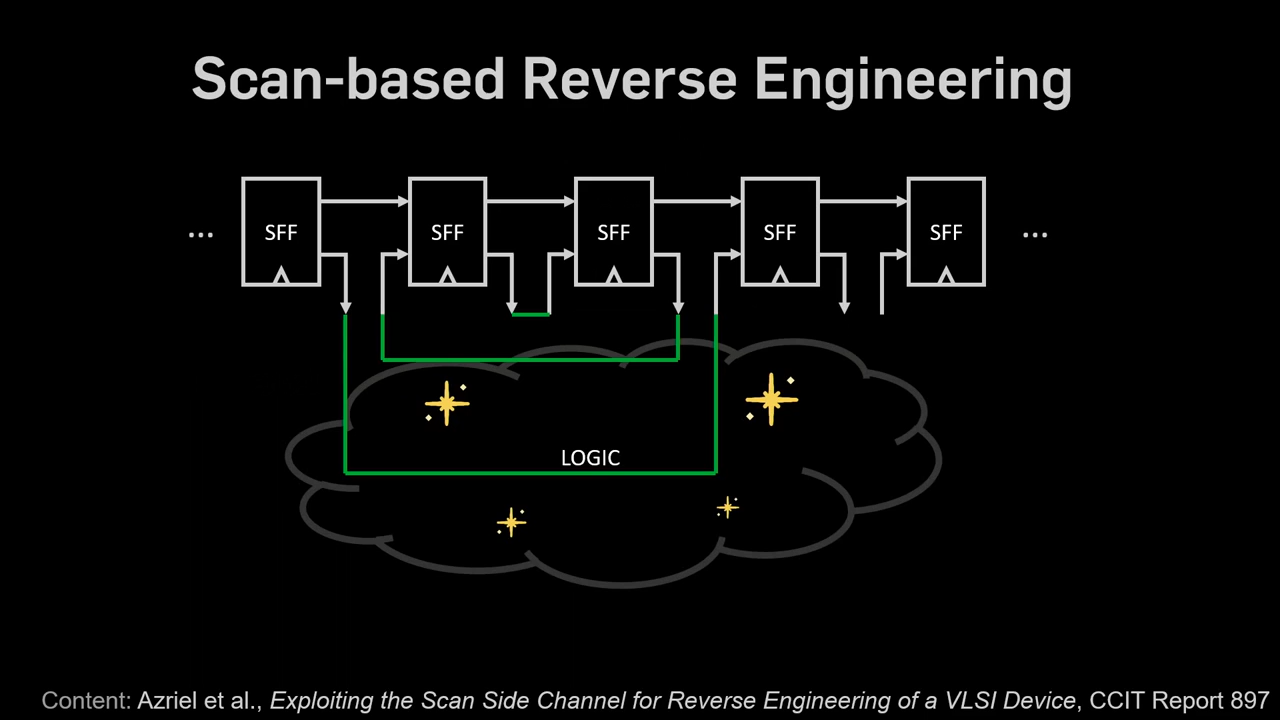 Scan-based Reverse Engineering
... SFF SFF SFF SFF SFF ...
LOGIC
Content: Azriel et al., Exploiting the Scan Side Channel for Reverse Engineering of a VLSI Device, CCIT Report 897